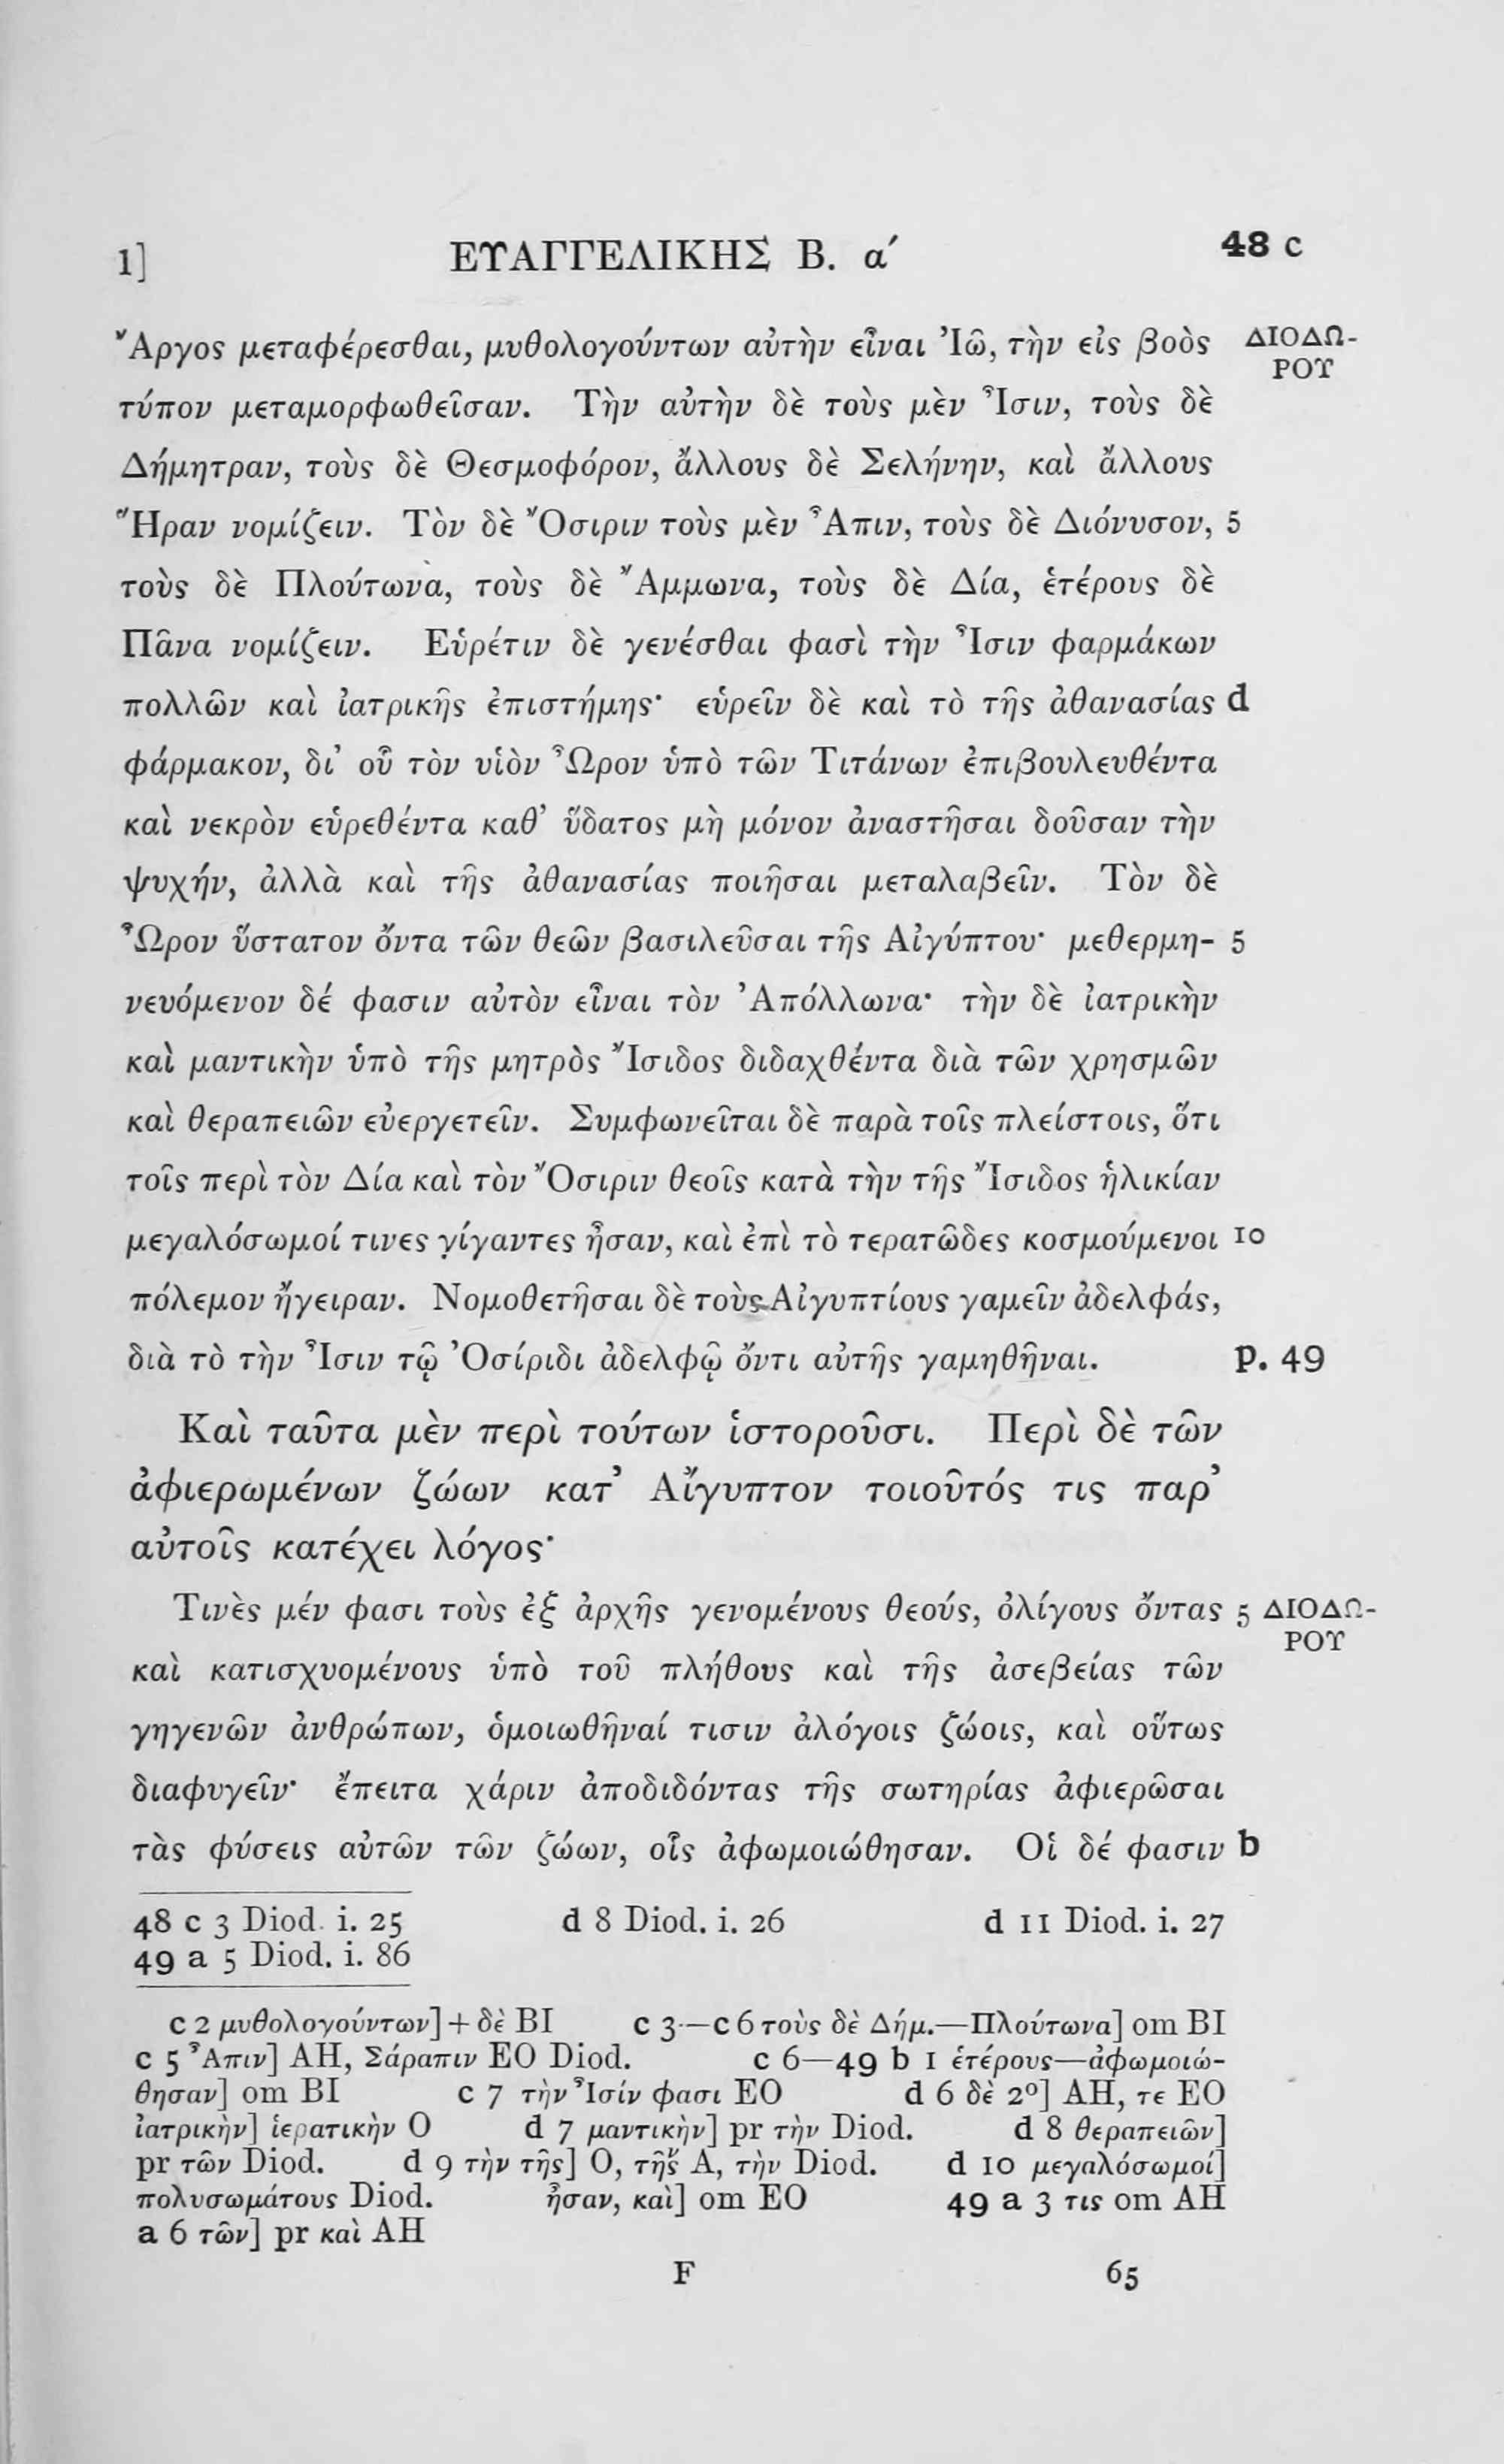 1] ΕΥΑΓΓΕΛΙΚΗΣ Β. α΄ 48 c
Ἄργος μεταφέρεσθαι, μυθολογούντων αὐτὴν εἶναι Ἰῶ, τὴν εἰς βοὸς ΔΙΟΔΩ-
ΡΟΥ
τύπον μεταμορφωθεῖσαν. Τὴν αὐτὴν δὲ τοὺς μὲν Ἶσιν, τοὺς δὲ
Δήμητραν, τοὺς δὲ Θεσμοφόρον, ἄλλους δὲ Σελήνην, καὶ ἄλλους
Ἥραν νομίζειν. Τὸν δὲ Ὄσιριν τοὺς μὲν Ἆπιν, τοὺς δὲ Διόνυσον, 5
τοὺς δὲ Πλούτωνα, τοὺς δὲ Ἄμμωνα, τοὺς δὲ Δία, ἑτέρους δὲ
Πᾶνα νομίζειν. Εὑρέτιν δὲ γενέσθαι φασὶ τὴν Ἶσιν φαρμάκων
πολλῶν καὶ ἰατρικῆς ἐπιστήμης· εὑρεῖν δὲ καὶ τὸ τῆς ἀθανασίας d
φάρμακον, δι’ οὗ τὸν υἱὸν Ὧρον ὑπὸ τῶν Τιτάνων ἐπιβουλευθέντα
καὶ νεκρὸν εὑρεθέντα καθ’ ὕδατος μὴ μόνον ἀναστῆσαι δοῦσαν τὴν
ψυχήν, ἀλλὰ καὶ τῆς ἀθανασίας ποιῆσαι μεταλαβεῖν. Τὸν δὲ
Ὧρον ὕστατον ὄντα τῶν θεῶν βασιλεῦσαι τῆς Αἰγύπτου· μεθερμη- 5
νευόμενον δέ φασιν αὐτὸν εἶναι τὸν Ἀπόλλωνα· τὴν δὲ ἰατρικὴν
καὶ μαντικὴν ὑπὸ τῆς μητρὸς Ἴσιδος διδαχθέντα διὰ τῶν χρησμῶν
καὶ θεραπειῶν εὐεργετεῖν. Συμφωνεῖται δὲ παρὰ τοῖς πλείστοις, ὅτι
τοῖς περὶ τὸν Δία καὶ τὸν Ὄσιριν θεοῖς κατὰ τὴν τῆς Ἴσιδος ἡλικίαν
μεγαλόσωμοί τινες γίγαντες ἦσαν, καὶ ἐπὶ τὸ τερατῶδες κοσμούμενοι 10
πόλεμον ἤγειραν. Νομοθετῆσαι δὲ τοὺς Αἰγυπτίους γαμεῖν ἀδελφάς,
διὰ τὸ τὴν Ἶσιν τῷ Ὀσίριδι ἀδελφῷ ὄντι αὐτῆς γαμηθῆναι. p. 49
Καὶ ταῦτα μὲν περὶ τούτων ἱστοροῦσι. Περὶ δὲ τῶν
ἀφιερωμένων ζώων κατ’ Αἴγυπτον τοιοῦτός τις παρ’
αὐτοῖς κατέχει λόγος·
Τινὲς μέν φασι τοὺς ἐξ ἀρχῆς γενομένους θεούς, ὀλίγους ὄντας 5 ΔΙΟΔΩ-
ΡΟΥ
καὶ κατισχυομένους ὑπὸ τοῦ πλήθους καὶ τῆς ἀσεβείας τῶν
γηγενῶν ἀνθρώπων, ὁμοιωθῆναί τισιν ἀλόγοις ζώοις, καὶ οὕτως
διαφυγεῖν· ἔπειτα χάριν ἀποδιδόντας τῆς σωτηρίας ἀφιερῶσαι
τὰς φύσεις αὐτῶν τῶν ζώων, οἷς ἀφωμοιώθησαν. Οἱ δέ φασιν b
48 c 3 Diod. i. 25 d 8 Diod. i. 26 d 11 Diod. i. 27
49 a 5 Diod. i. 86
c 2 μυθολογούντων] + δὲ BI c 3—c 6 τοὺς δὲ Δήμ.—Πλούτωνα] om BI
c 5 Ἆπιν] AH, Σάραπιν EO Diod. c 6—49 b 1 ἑτέρους—ἀφωμοιώ-
θησαν] om BI c 7 τὴν Ἶσίν φασι EO d 6 δὲ 2º] AH, τε EO
ἰατρικὴν] ἱερατικὴν O d 7 μαντικὴν] pr τὴν Diod. d 8 θεραπειῶν]
pr τῶν Diod. d 9 τὴν τῆς] O, τῆς ̓ν A, τὴν Diod. d 10 μεγαλόσωμοί]
πολυσωμάτους Diod. ἦσαν, καὶ] om EO 49 a 3 τις om AH
a 6 τῶν] pr καὶ AH
F 65